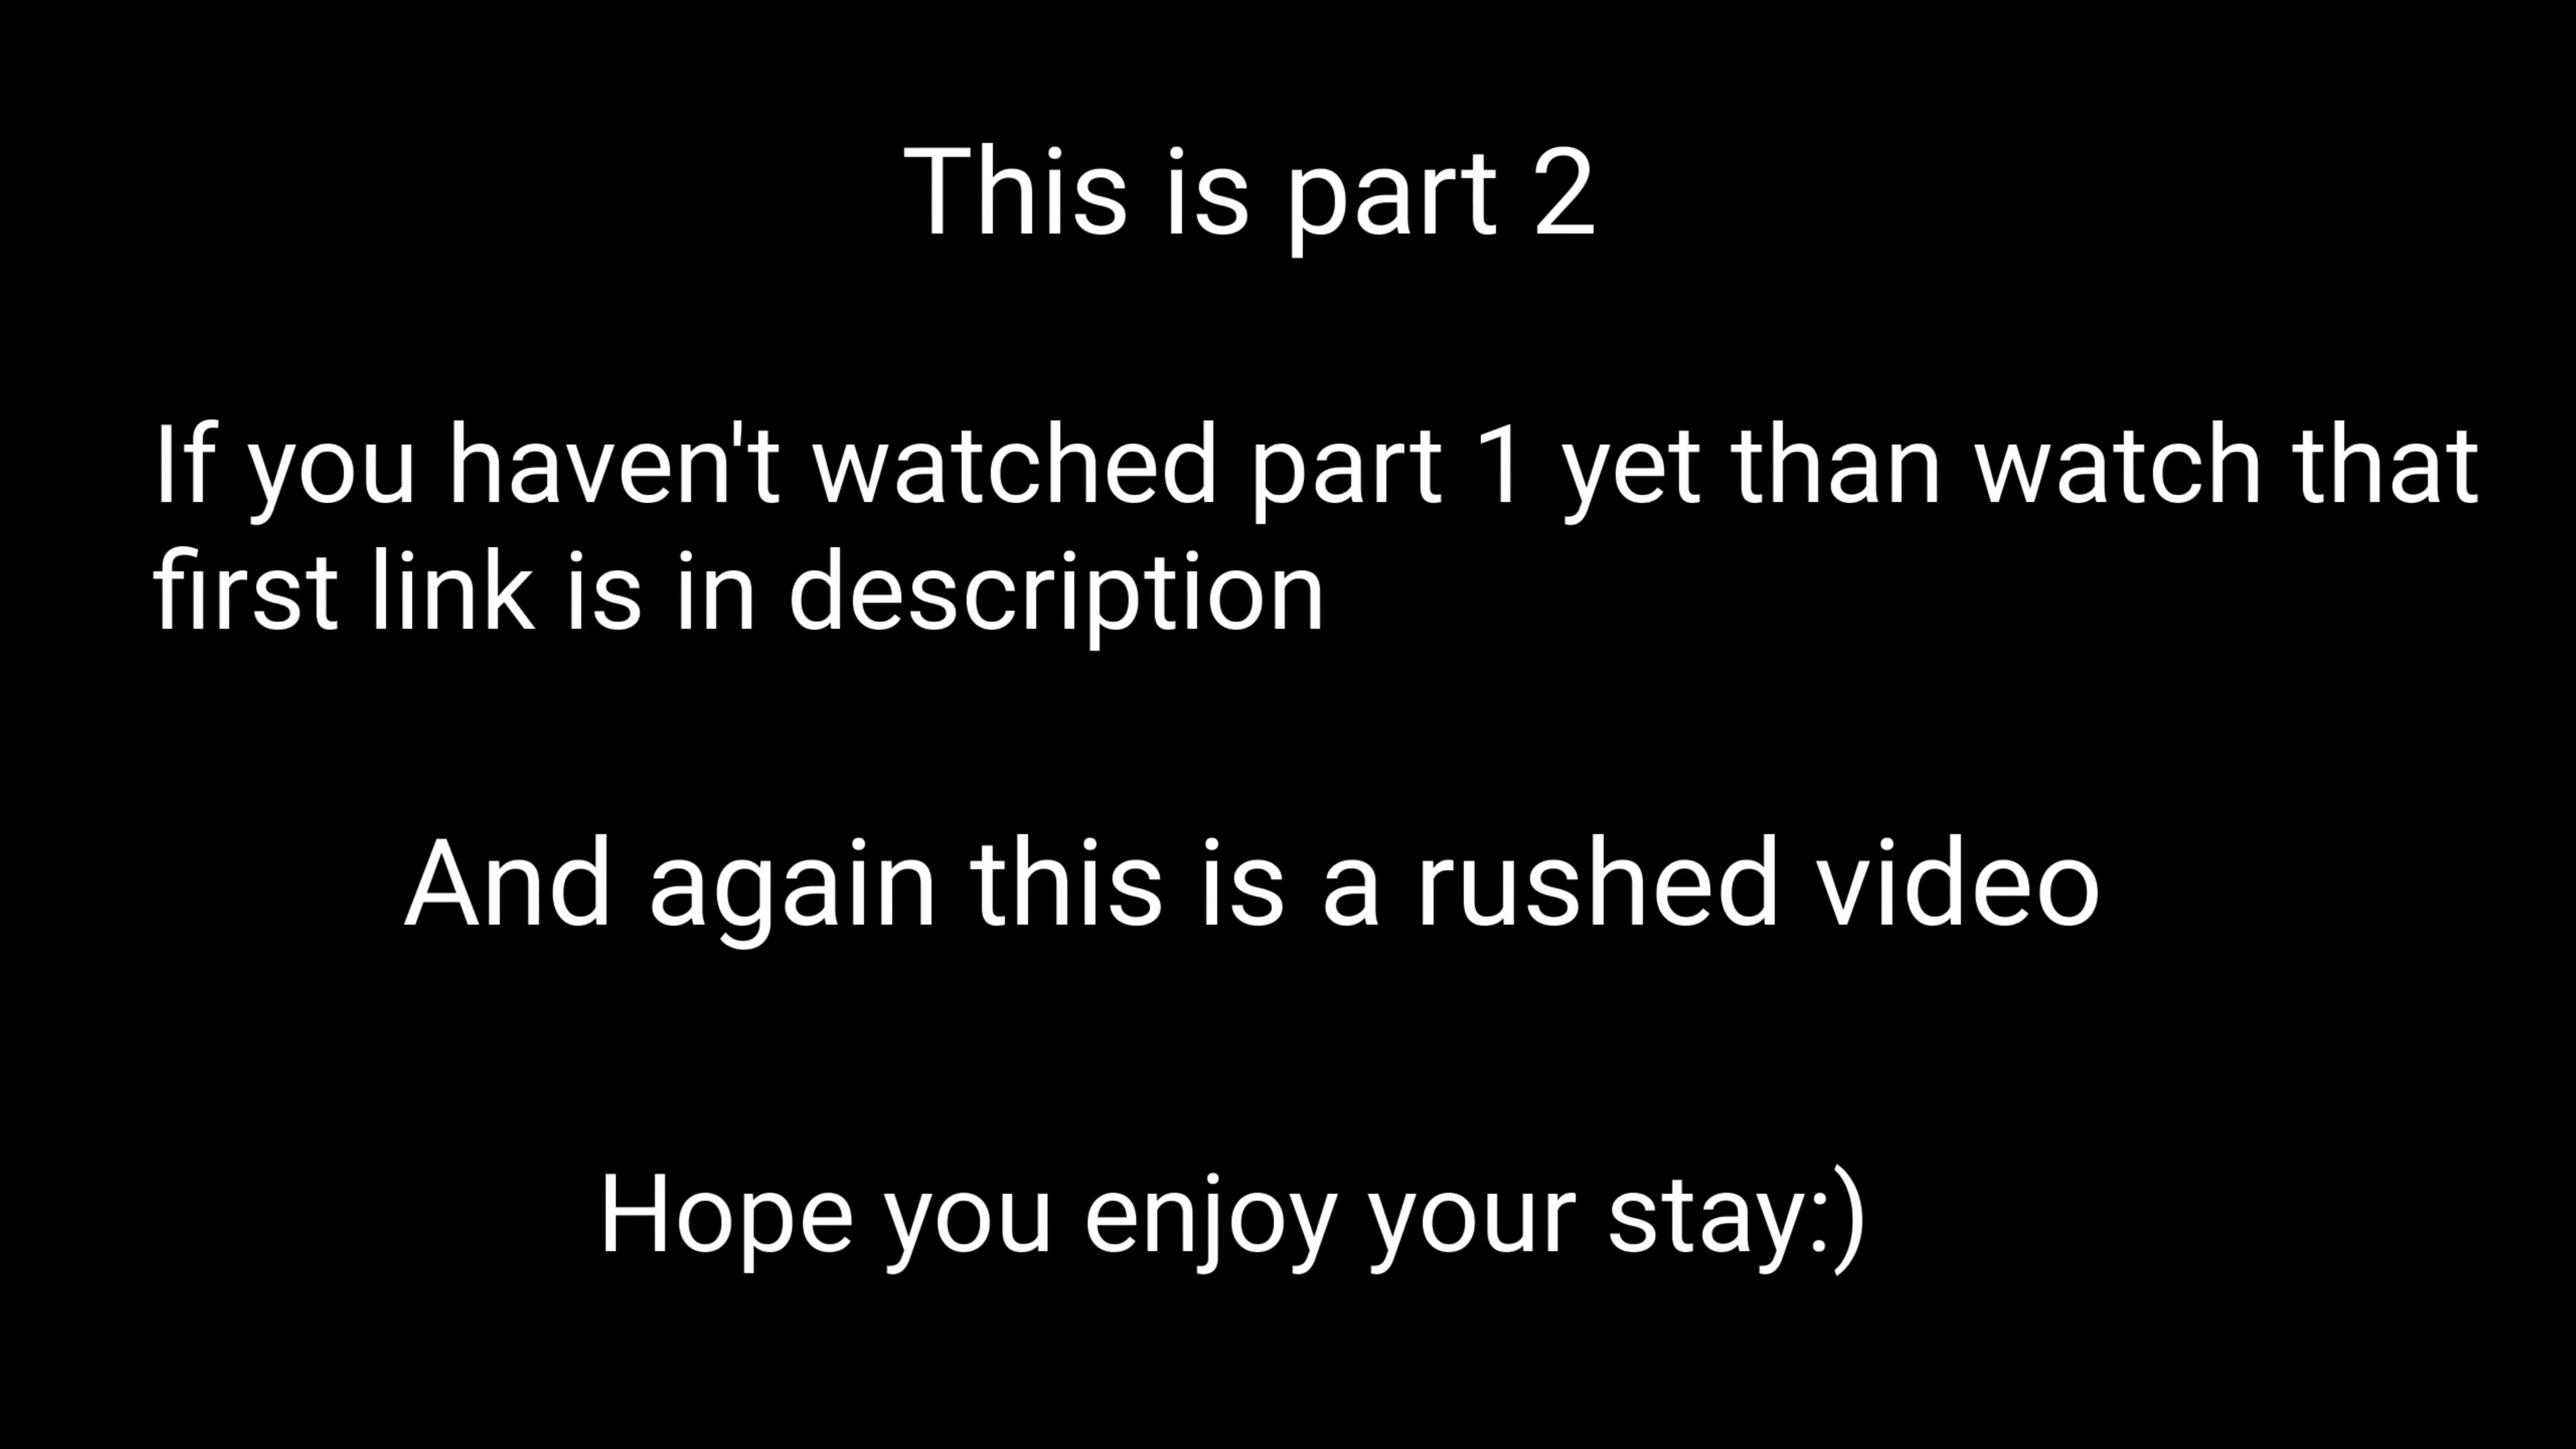 This is part 2
If you haven't watched part 1 yet than watch that
first link is in description
And again this is a rushed video
Hope you enjoy your stay:)